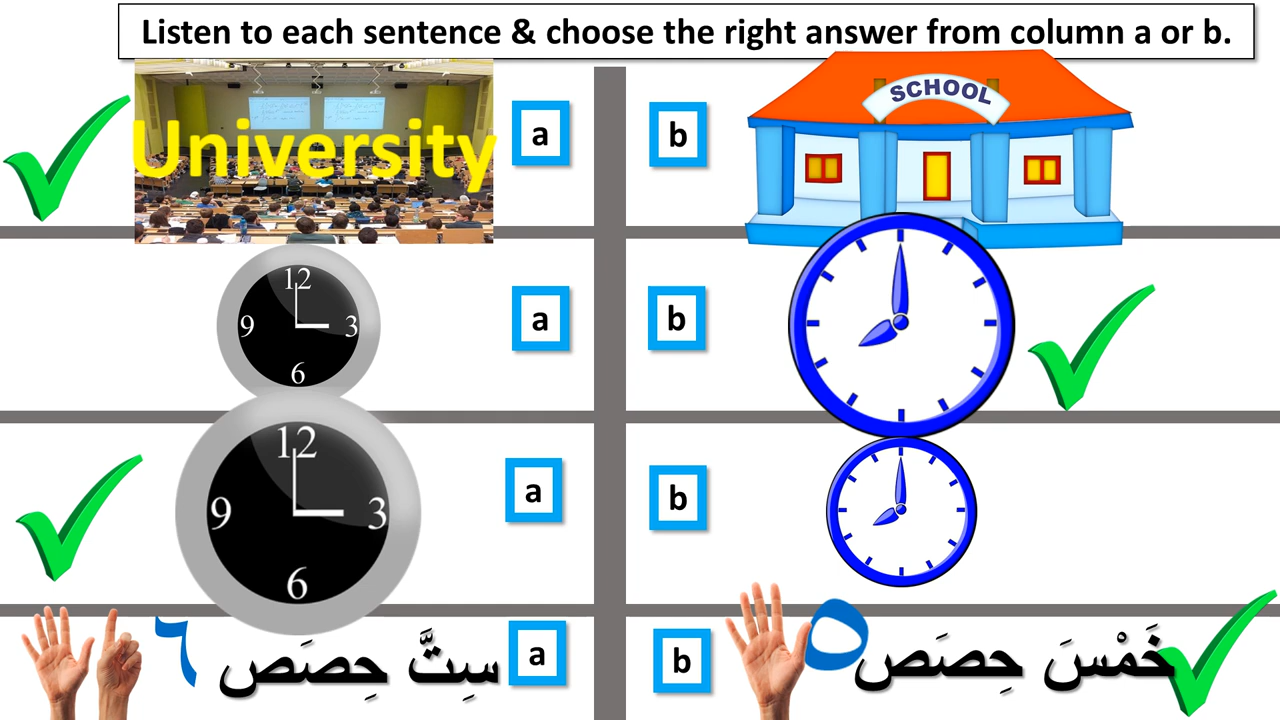 Listen to each sentence & choose the right answer from column a or b.
University
a
b
SCHOOL
12
9
3
6
a
b
12
9
3
6
a
b
٦ سِتَّ حِصَص
a
b
٥ خَمْسَ حِصَص